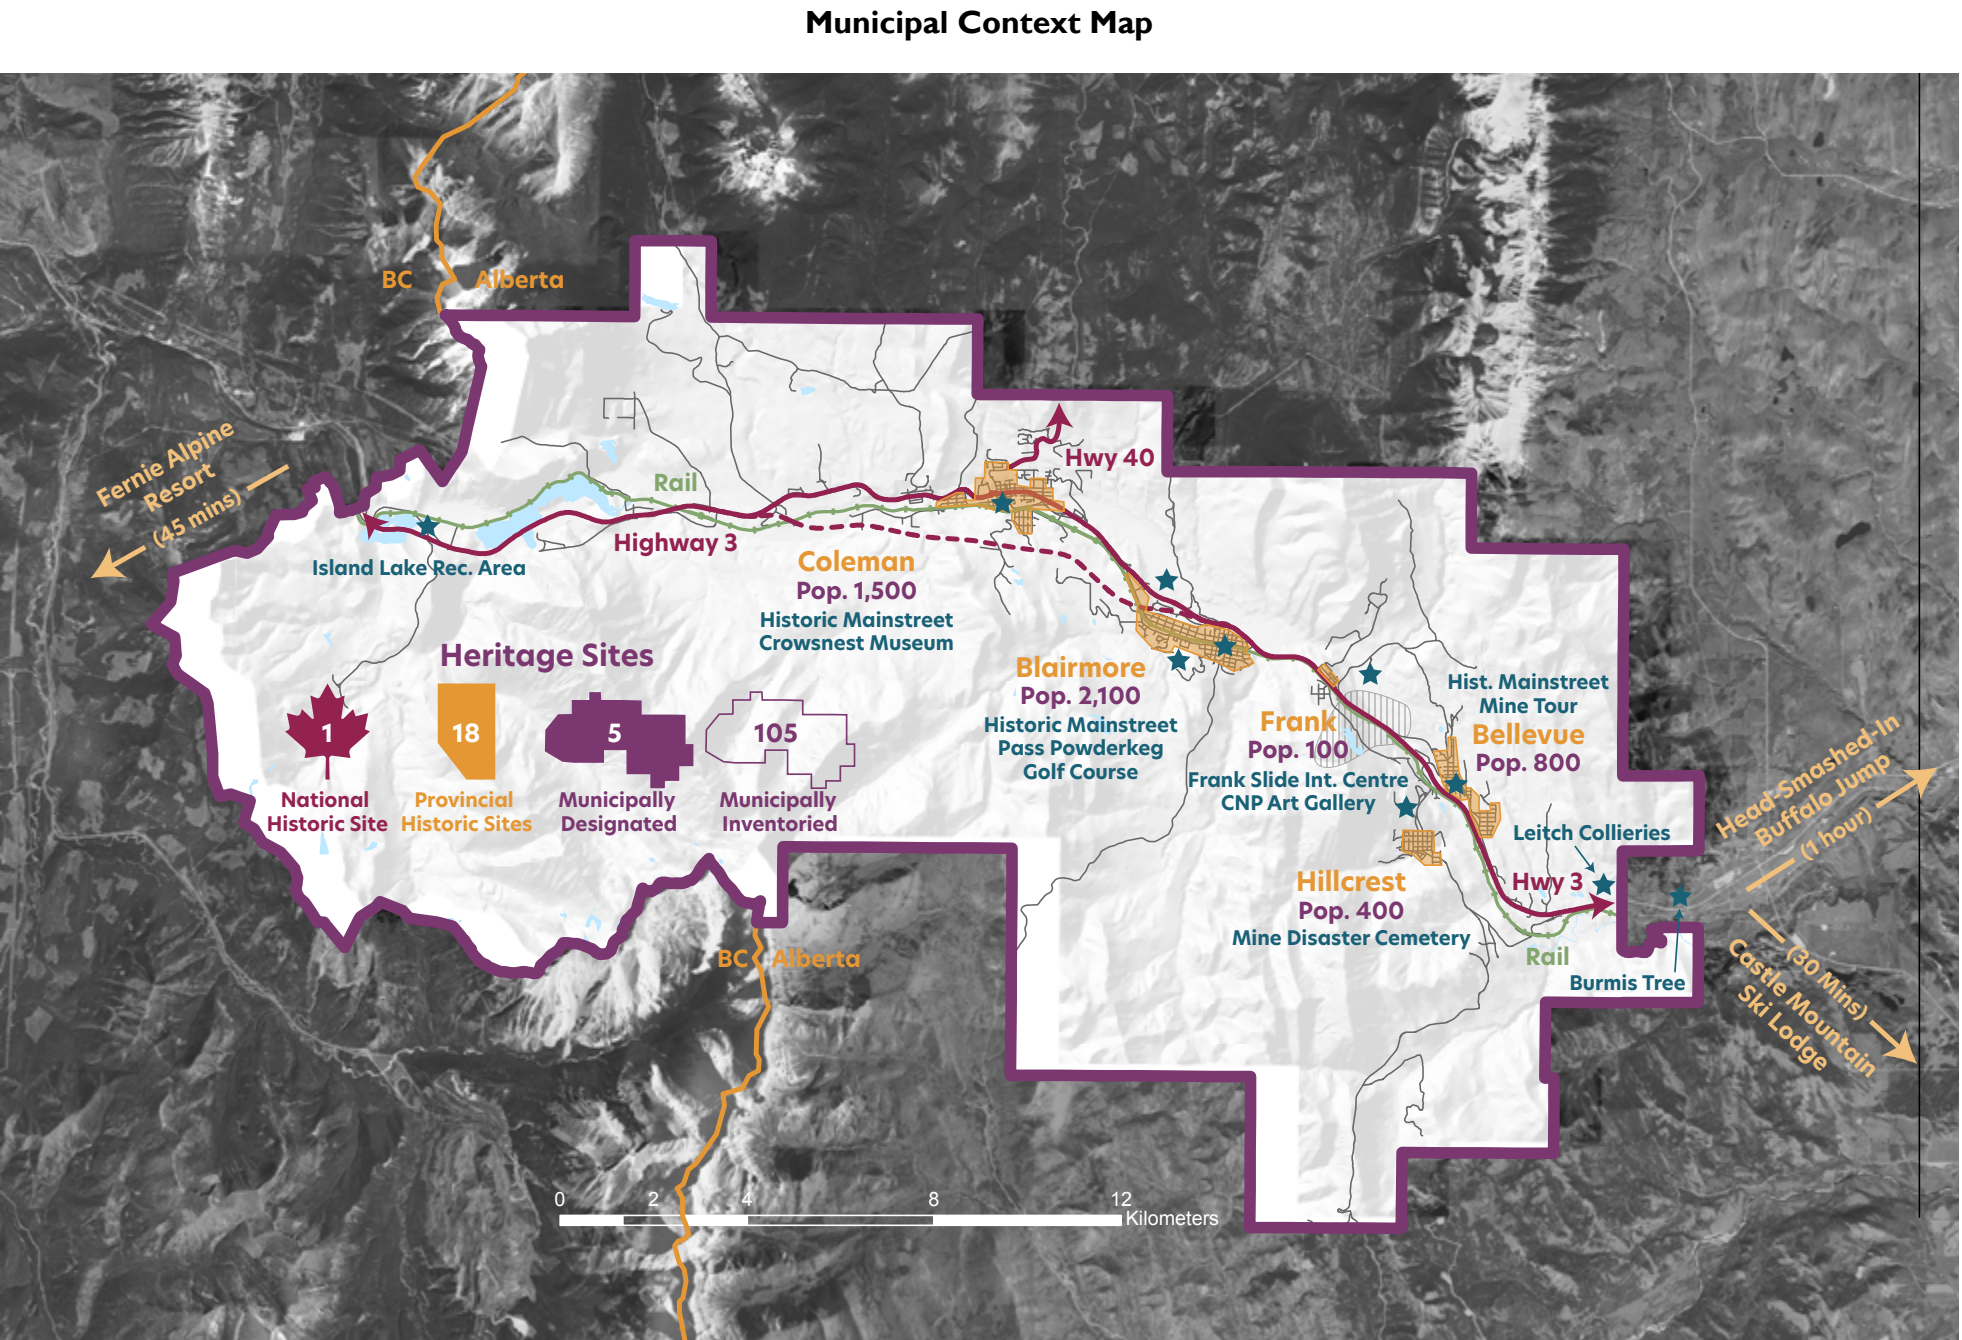 Municipal Context Map
BC
Alberta
Fernie Alpine
Resort
(45 mins)
Rail
Hwy 40
Highway 3
Island Lake Rec. Area
Coleman
Pop. 1,500
Historic Mainstreet
Crowsnest Museum
Heritage Sites
1
National
Historic Site
18
Provincial
Historic Sites
5
Municipally
Designated
105
Municipally
Inventoried
Blairmore
Pop. 2,100
Historic Mainstreet
Pass Powderkeg
Golf Course
Frank
Pop. 100
Frank Slide Int. Centre
CNP Art Gallery
Hist. Mainstreet
Mine Tour
Bellevue
Pop. 800
Leitch Collieries
Hwy 3
Hillcrest
Pop. 400
Mine Disaster Cemetery
Rail
Burmis Tree
Head-Smashed-In
Buffalo Jump
(1 hour)
(30 Mins)
Castle Mountain
Ski Lodge
BC
Alberta
0 2 4 8 12
Kilometers